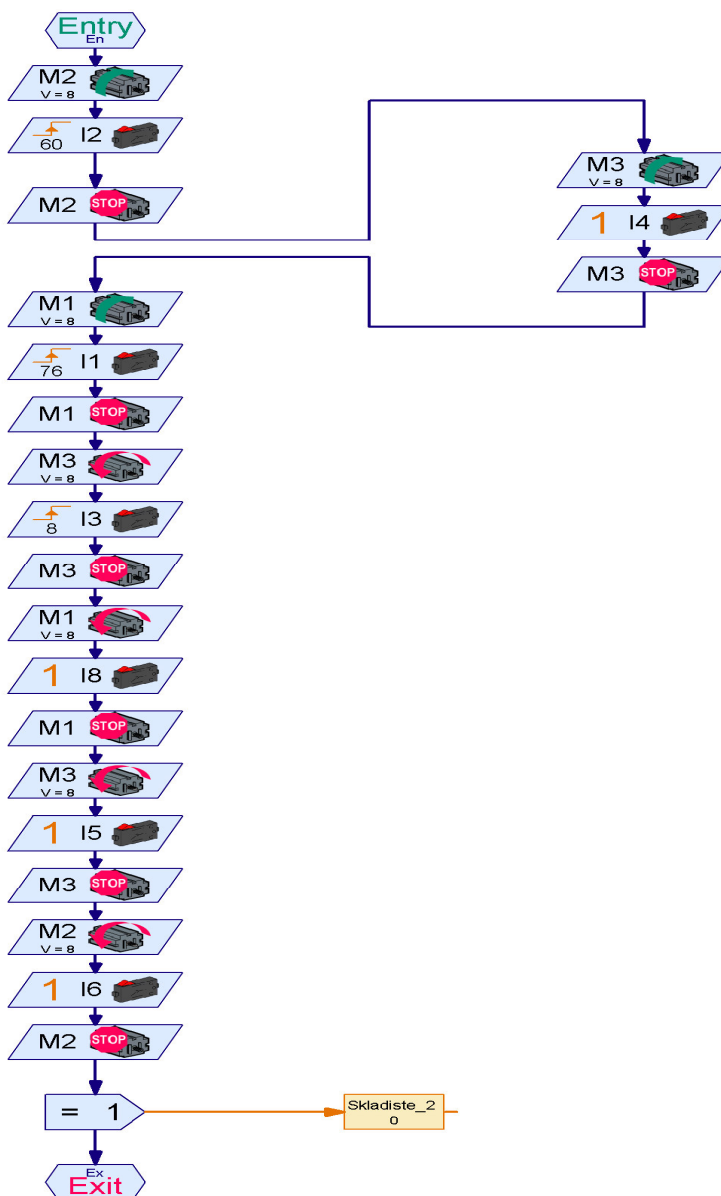 Entry
En
M2
V = 8
60 I2
M2 STOP
M3
V = 8
1 I4
M3 STOP
M1
V = 8
76 I1
M1 STOP
M3
V = 8
8 I3
M3 STOP
M1
V = 8
1 I8
M1 STOP
M3
V = 8
1 I5
M3 STOP
M2
V = 8
1 I6
M2 STOP
= 1
Skladiste_2
0
Ex
Exit